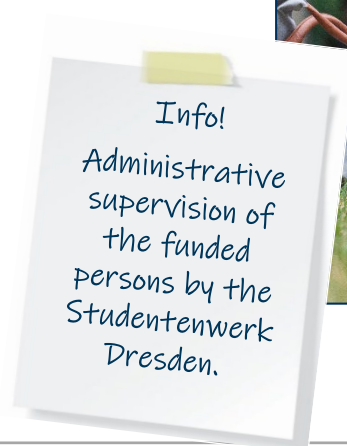 Info!
Administrative
supervision of
the funded
persons by the
Studentenwerk
Dresden.